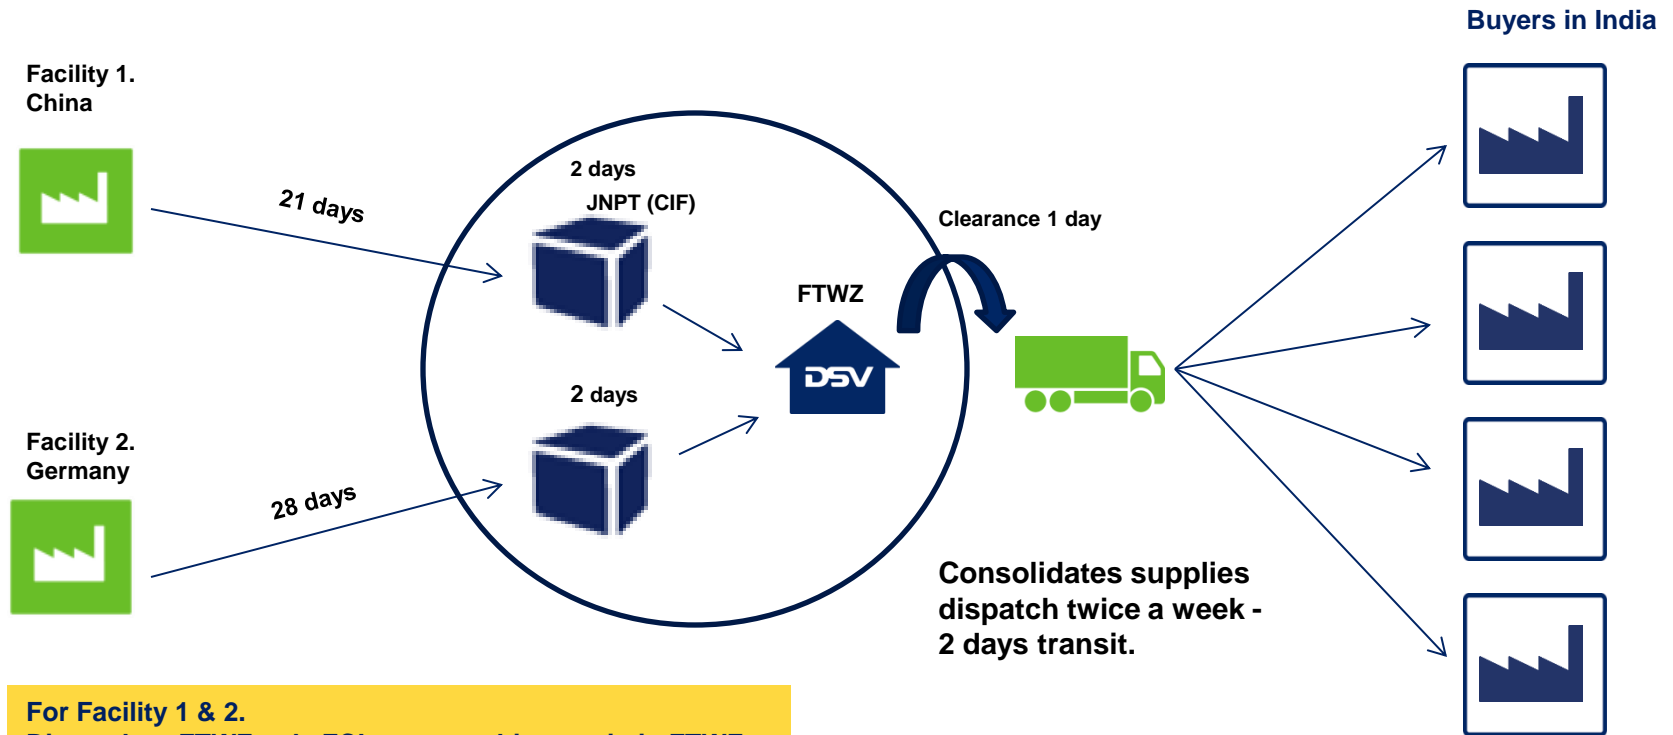 Buyers in India
Facility 1.
China
21 days
2 days
JNPT (CIF)
Clearance 1 day
FTWZ
DSV
2 days
Facility 2.
Germany
28 days
Consolidates supplies
dispatch twice a week -
2 days transit.
For Facility 1 & 2.